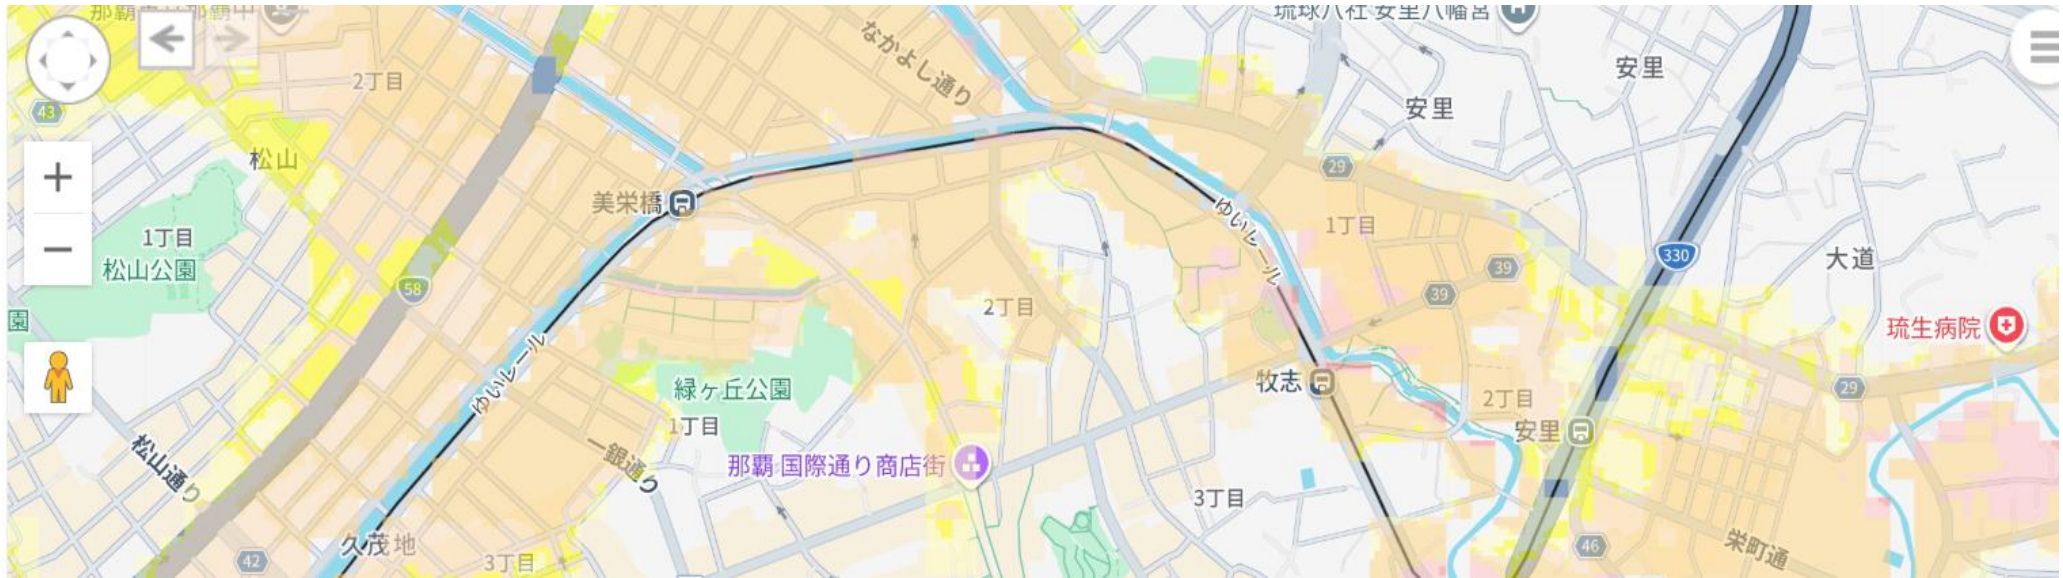 琉球八社 安里八幡宮
なかよし通り
2丁目
安里
43
安里
松山
29
美栄橋
1丁目
ゆいレール
1丁目
松山公園
330
大道
39
58
39
園
2丁目
琉生病院
ゆいレール
牧志
緑ヶ丘公園
29
2丁目
1丁目
安里
一銀通り
松山通り
那覇 国際通り商店街
3丁目
久茂地
42
3丁目
46
栄町通